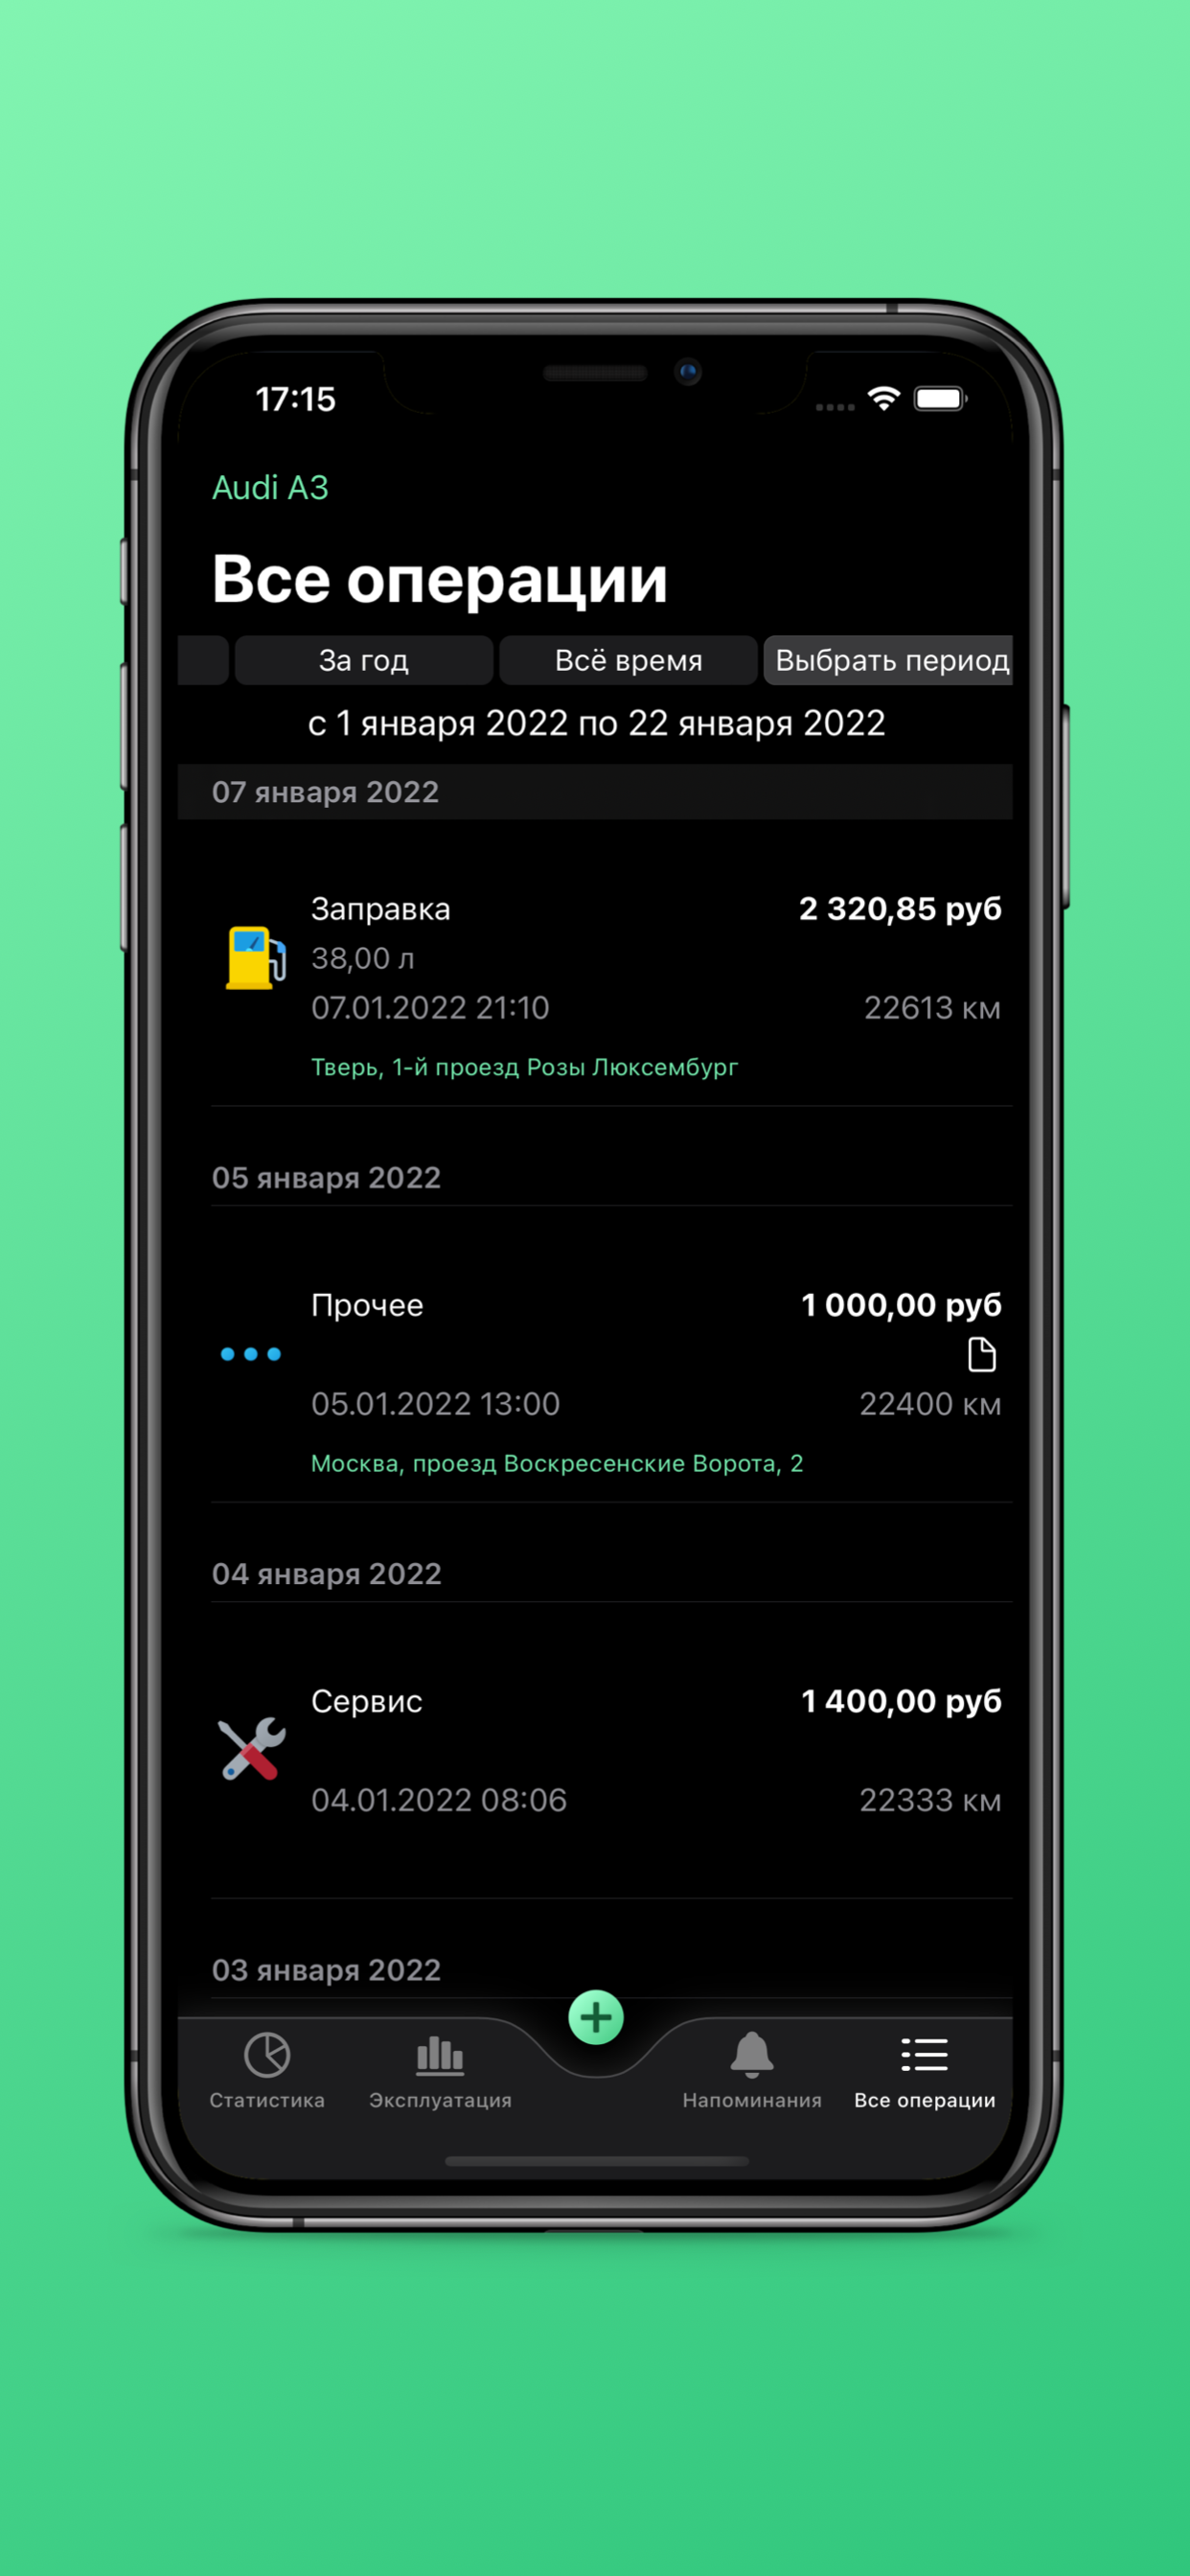 17:15
Audi A3
Все операции
За год Всё время Выбрать период
с 1 января 2022 по 22 января 2022
07 января 2022
Заправка 2 320,85 руб
38,00 л
07.01.2022 21:10 22613 км
Тверь, 1-й проезд Розы Люксембург
05 января 2022
Прочее 1 000,00 руб
05.01.2022 13:00 22400 км
Москва, проезд Воскресенские Ворота, 2
04 января 2022
Сервис 1 400,00 руб
04.01.2022 08:06 22333 км
03 января 2022
Статистика Эксплуатация Напоминания Все операции